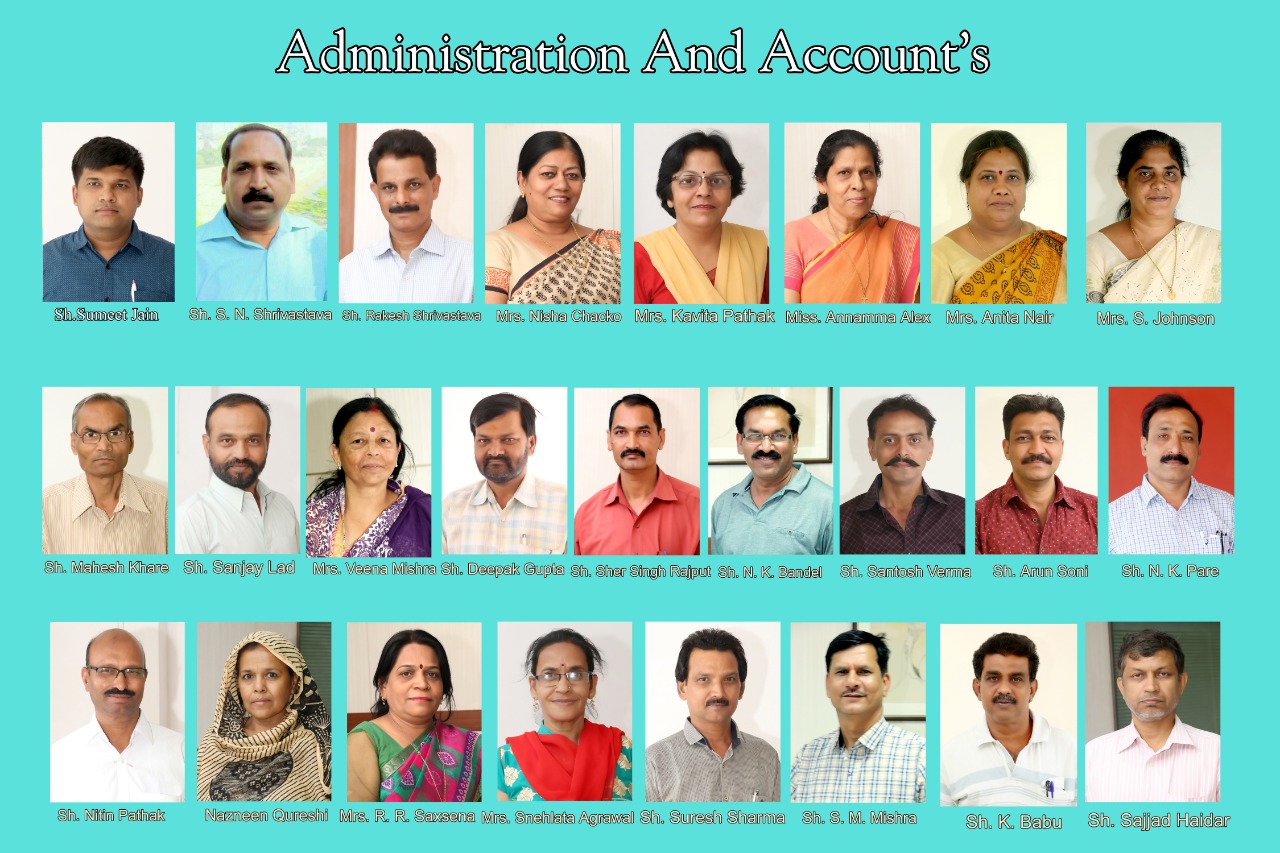 Administration And Account's
Sh.Sumeet Jain
Sh. S. N. Shrivastava
Sh. Rakesh Shrivastava
Mrs. Nisha Chacko
Mrs. Kavita Pathak
Miss. Annamma Alex
Mrs. Anita Nair
Mrs. S. Johnson
Sh. Mahesh Khare
Sh. Sanjay Lad
Mrs. Veena Mishra
Sh. Deepak Gupta
Sh. Sher Singh Rajput
Sh. N. K. Bandel
Sh. Santosh Verma
Sh. Arun Soni
Sh. N. K. Pare
Sh. Nitin Pathak
Nazneen Qureshi
Mrs. R. R. Saxsena
Mrs. Snehlata Agrawal
Sh. Suresh Sharma
Sh. S. M. Mishra
Sh. K. Babu
Sh. Sajjad Haidar